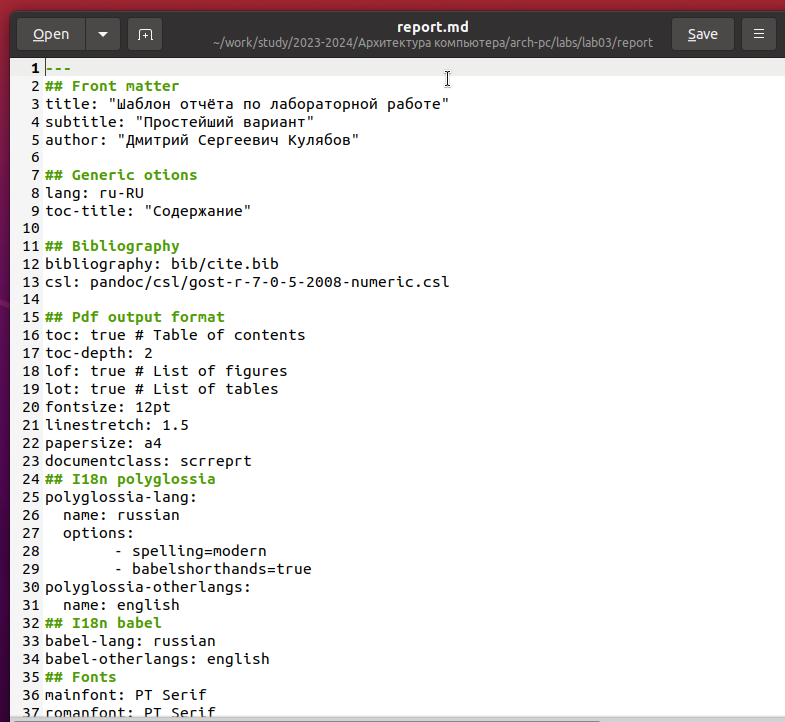 Open
report.md
~/work/study/2023-2024/Архитектура компьютера/arch-pc/labs/lab03/report
Save
1 ---
2 ## Front matter
3 title: "Шаблон отчёта по лабораторной работе"
4 subtitle: "Простейший вариант"
5 author: "Дмитрий Сергеевич Кулябов"
6
7 ## Generic otions
8 lang: ru-RU
9 toc-title: "Содержание"
10
11 ## Bibliography
12 bibliography: bib/cite.bib
13 csl: pandoc/csl/gost-r-7-0-5-2008-numeric.csl
14
15 ## Pdf output format
16 toc: true # Table of contents
17 toc-depth: 2
18 lof: true # List of figures
19 lot: true # List of tables
20 fontsize: 12pt
21 linestretch: 1.5
22 papersize: a4
23 documentclass: scrreprt
24 ## I18n polyglossia
25 polyglossia-lang:
26   name: russian
27   options:
28         - spelling=modern
29         - babelshorthands=true
30 polyglossia-otherlangs:
31   name: english
32 ## I18n babel
33 babel-lang: russian
34 babel-otherlangs: english
35 ## Fonts
36 mainfont: PT Serif
37 romanfont: PT Serif